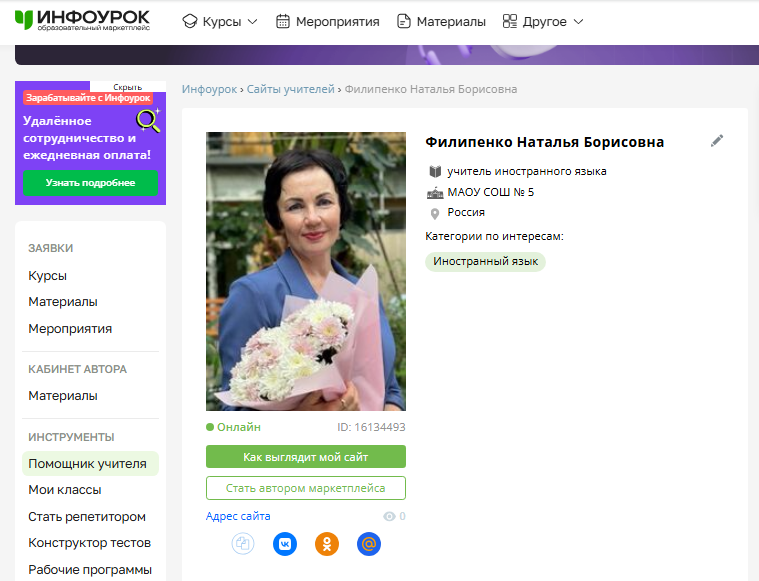 ИНФОУРОК
образовательный маркетплейс
Курсы
Мероприятия
Материалы
Другое
Скрыть
Зарабатывайте с Инфоурок
Удалённое
сотрудничество и
ежедневная оплата!
Узнать подробнее
ЗАЯВКИ
Курсы
Материалы
Мероприятия
КАБИНЕТ АВТОРА
Материалы
ИНСТРУМЕНТЫ
Помощник учителя
Мои классы
Стать репетитором
Конструктор тестов
Рабочие программы
Инфоурок › Сайты учителей › Филипенко Наталья Борисовна
Филипенко Наталья Борисовна
учитель иностранного языка
МАОУ СОШ № 5
Россия
Категории по интересам:
Иностранный язык
Онлайн
ID: 16134493
Как выглядит мой сайт
Стать автором маркетплейса
Адрес сайта
0